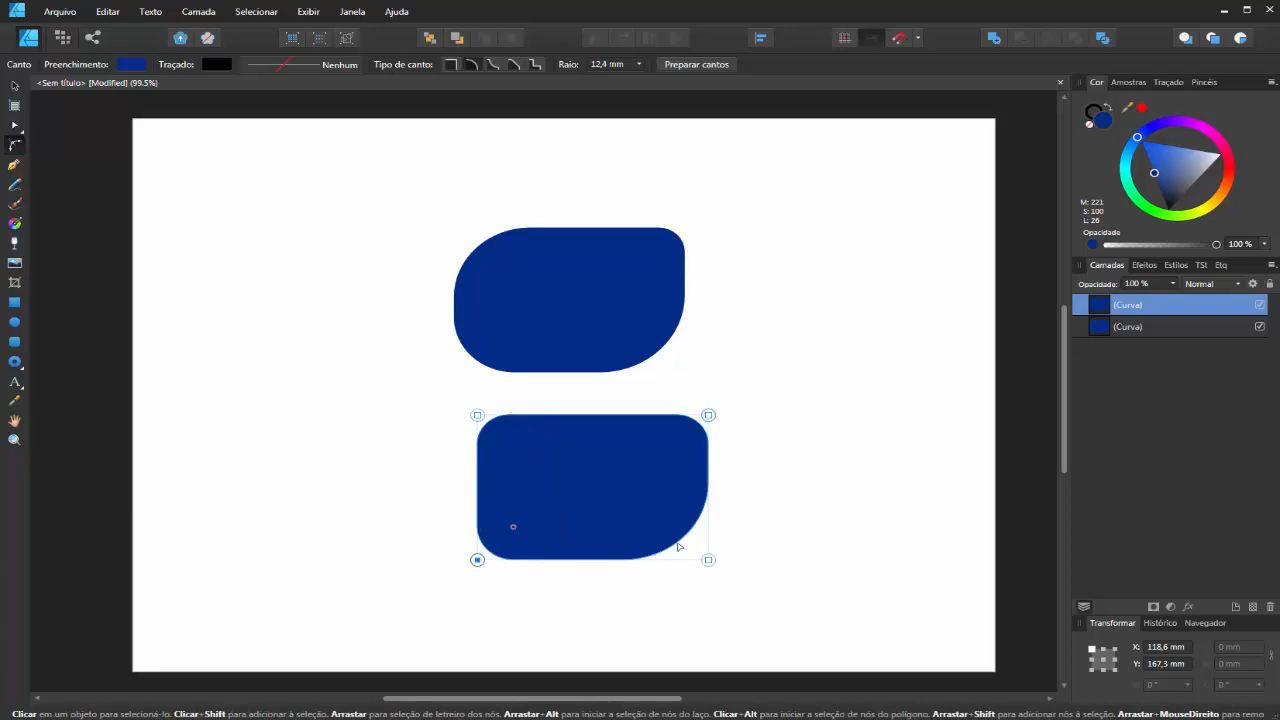 Arquivo Editar Texto Camada Selecionar Exibir Janela Ajuda
Canto Preenchimento: Traçado: Nenhum Tipo de canto: Raio: 12,4 mm Preparar cantos
<Sem título> [Modified] (99.5%)
Cor Amostras Traçado Pincéis
M: 221
S: 100
L: 26
Opacidade
100 %
Camadas Efeitos Estilos TSI Etq
Opacidade: 100 % Normal
(Curva)
(Curva)
Transformar Histórico Navegador
X: 118,6 mm 0 mm
Y: 167,3 mm 0 mm
0 ° 0 °
Clicar em um objeto para selecioná-lo. Clicar+Shift para adicionar à seleção. Arrastar para seleção de letreiro dos nós. Arrastar+Alt para iniciar a seleção de nós do laço. Clicar+Alt para iniciar a seleção de nós do polígono. Arrastar+Shift para adicionar nós à seleção. Arrastar+MouseDireito para remo